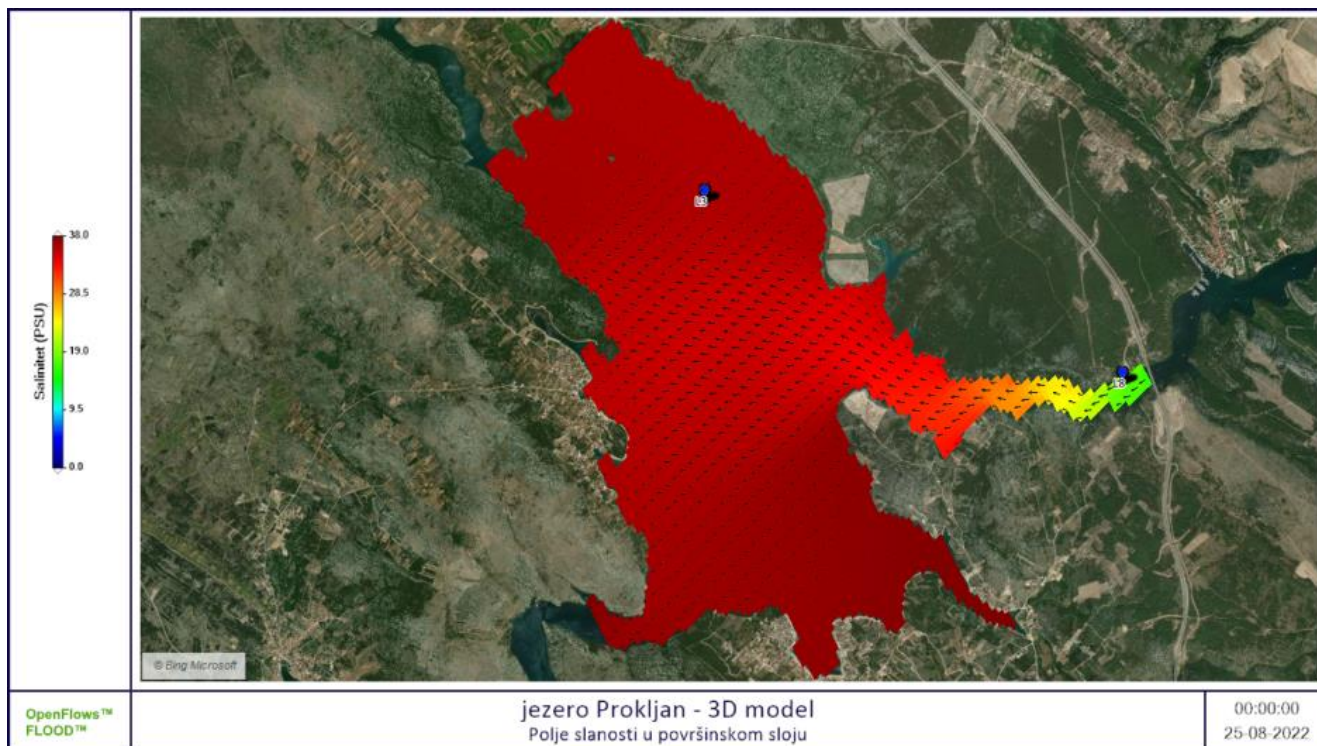 Salinitet (PSU)
38.0
28.5
19.0
9.5
0.0
© Bing Microsoft
OpenFlows™
FLOOD™
jezero Prokljan - 3D model
Polje slanosti u površinskom sloju
00:00:00
25-08-2022